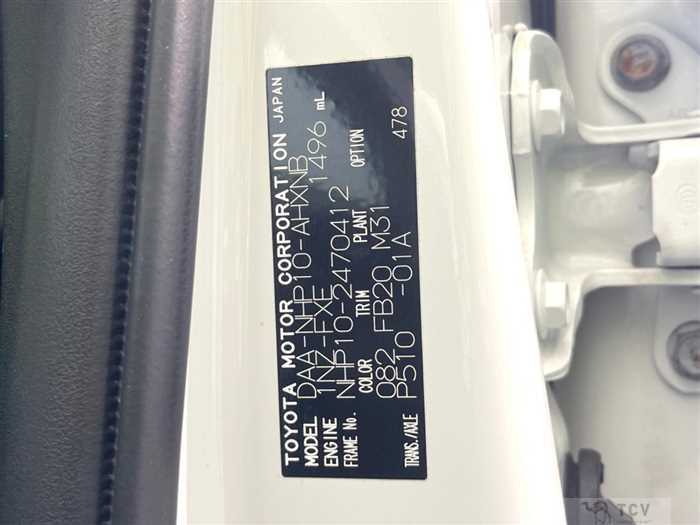 TOYOTA MOTOR CORPORATION JAPAN
MODEL DAA-NHP10-AHXNB
ENGINE 1NZ-FXE 1496 mL
FRAME No. NHP10-2470412
COLOR TRIM PLANT OPTION
082 FB20 M31
TRANS./AXLE P510 -01A 478
TCV